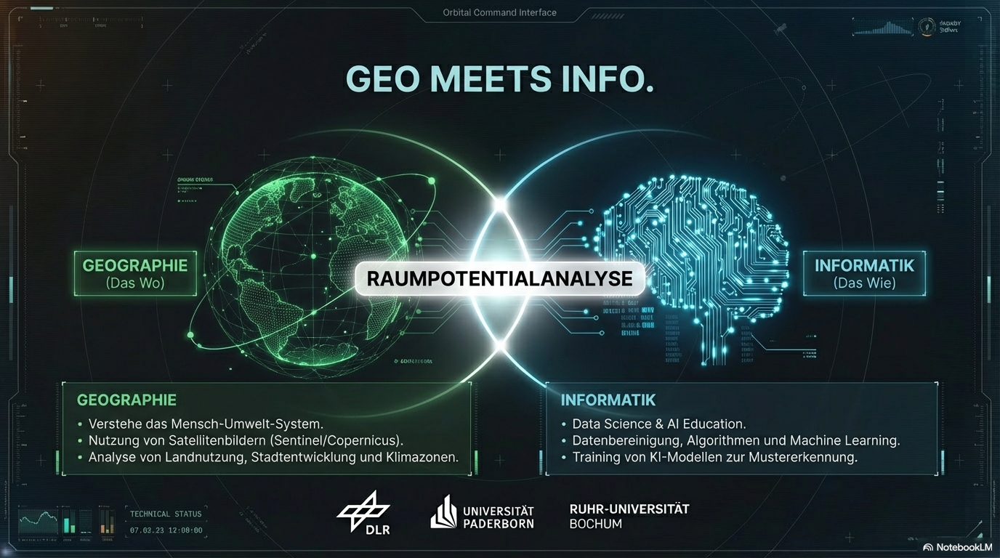 Orbital Command Interface
GEO MEETS INFO.
GEOGRAPHIE
(Das Wo)
RAUMPOTENTIALANALYSE
INFORMATIK
(Das Wie)
GEOGRAPHIE
• Verstehe das Mensch-Umwelt-System.
• Nutzung von Satellitenbildern (Sentinel/Copernicus).
• Analyse von Landnutzung, Stadtentwicklung und Klimazonen.
INFORMATIK
• Data Science & AI Education.
• Datenbereinigung, Algorithmen und Machine Learning.
• Training von KI-Modellen zur Mustererkennung.
TECHNICAL STATUS
07.03.23 12:00:00
DLR
UNIVERSITÄT
PADERBORN
RUHR-UNIVERSITÄT
BOCHUM
NotebookLM